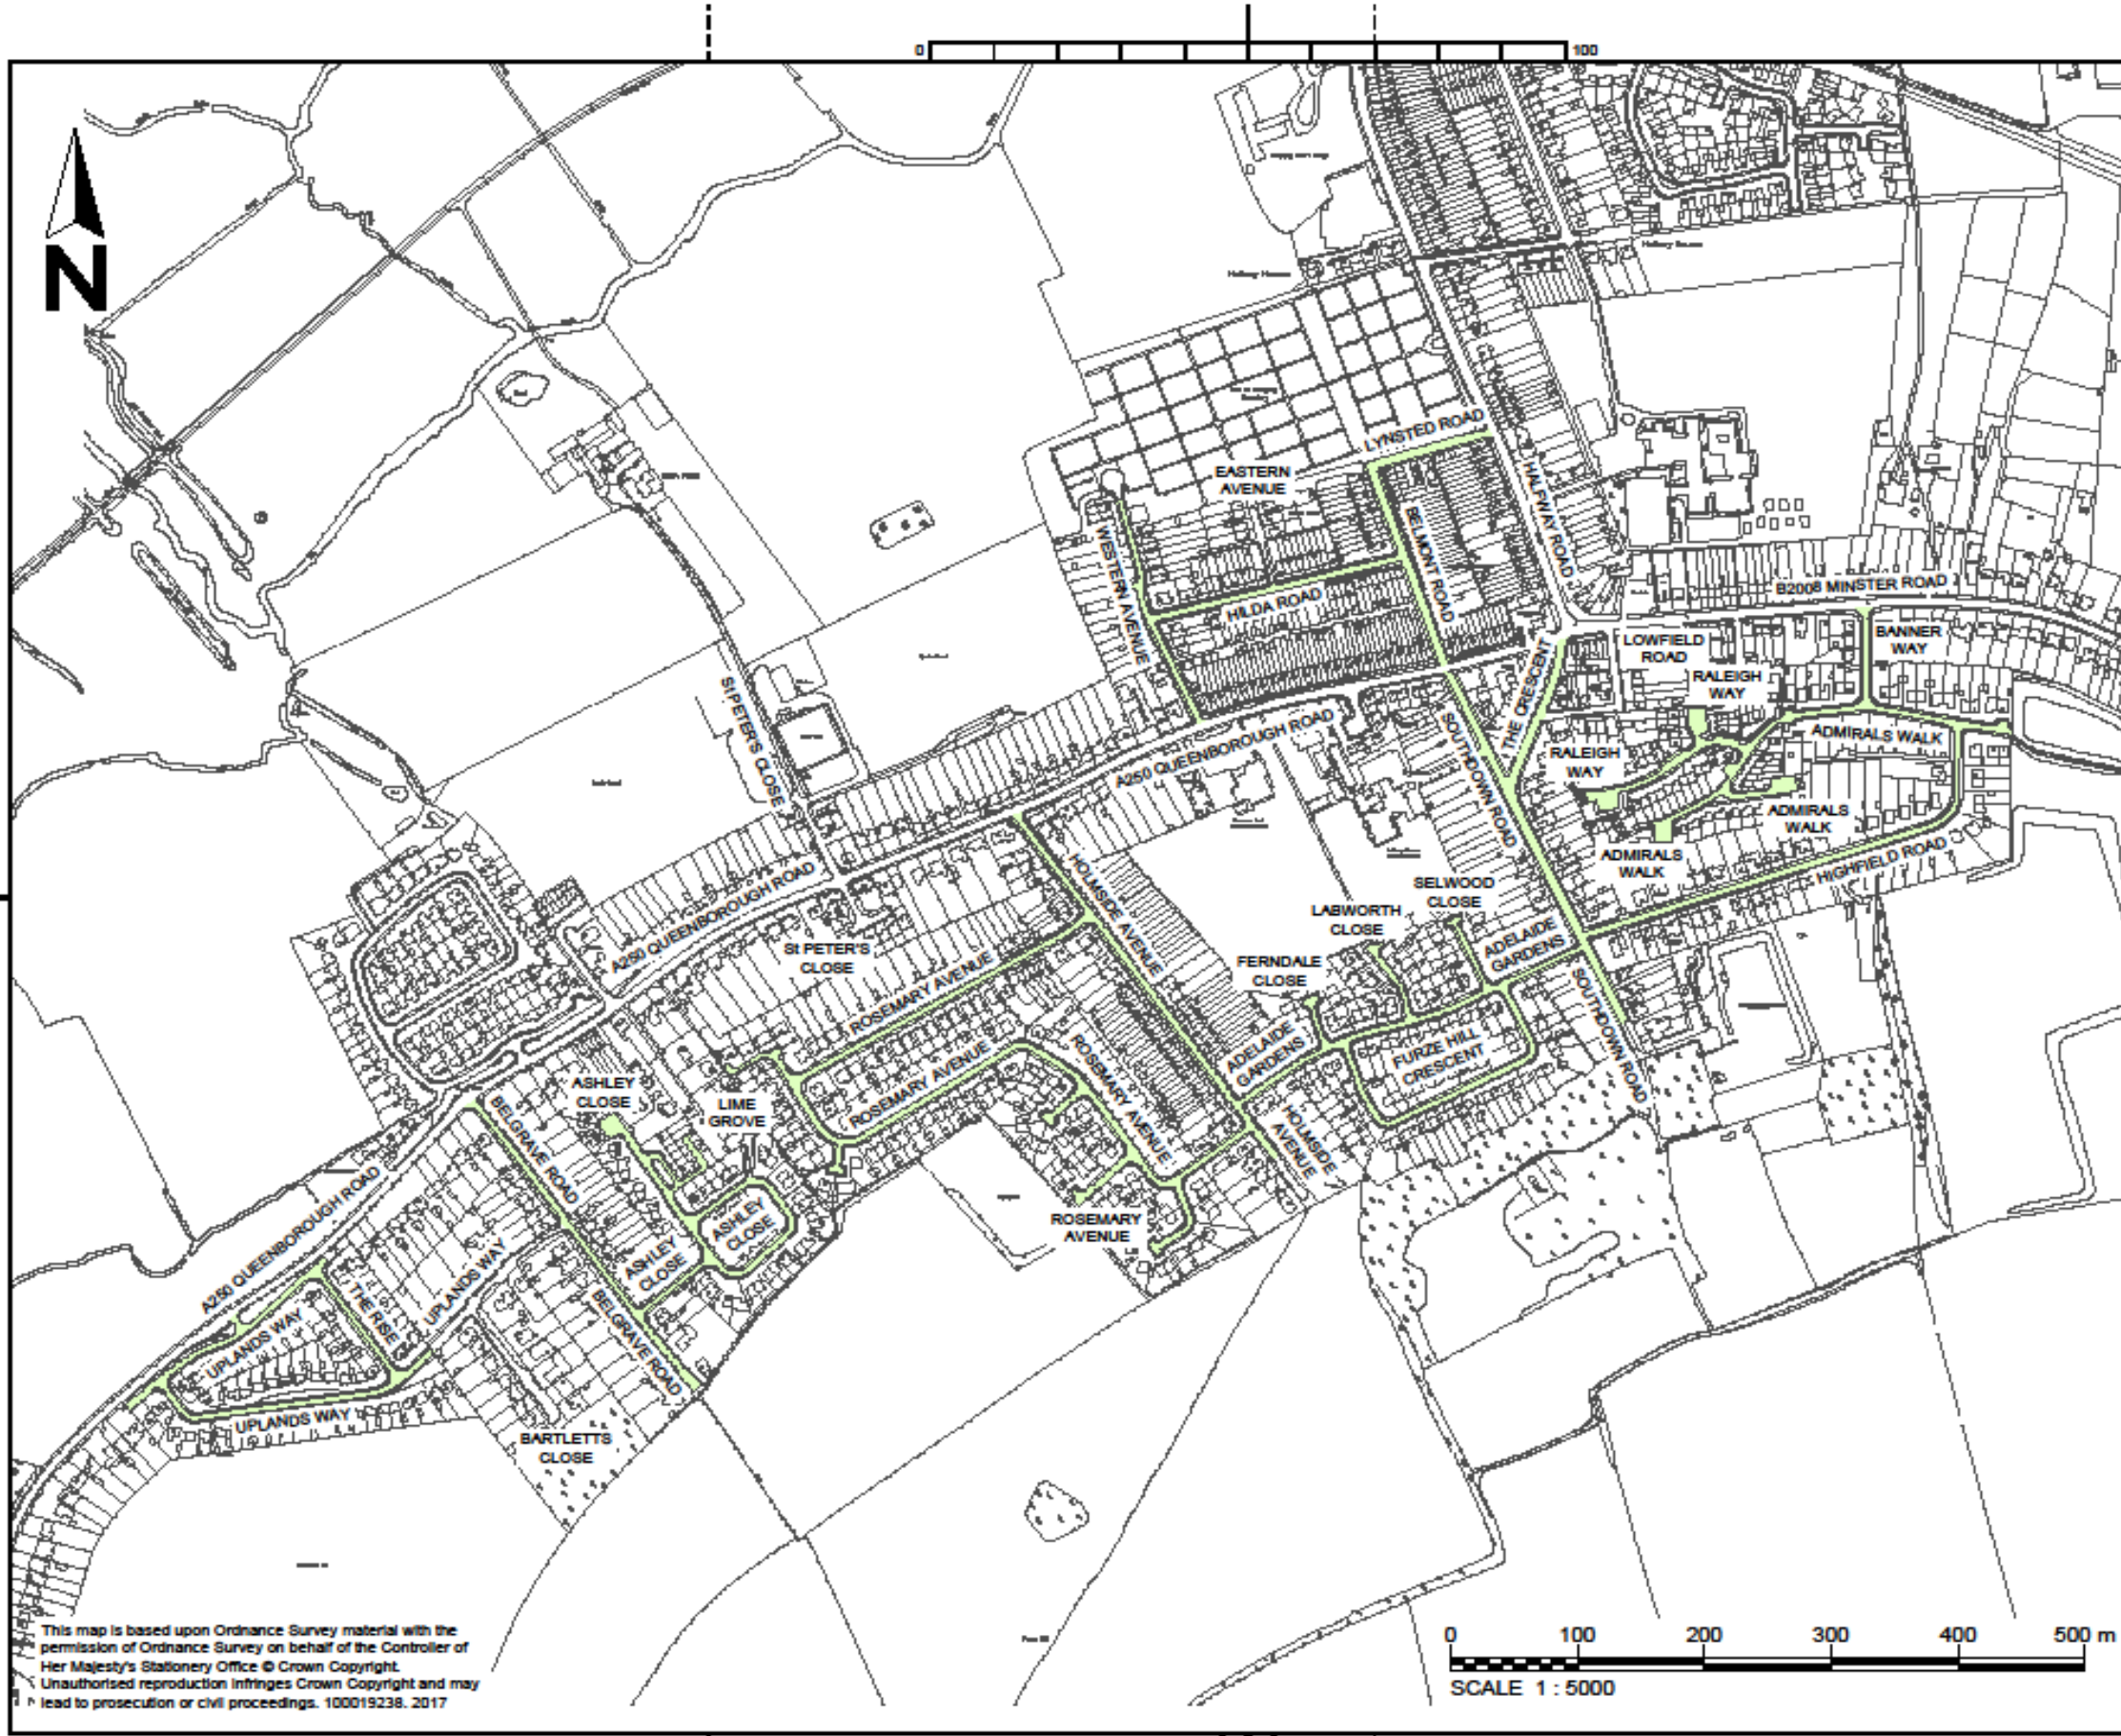 0
100
N
LYNSTED ROAD
EASTERN
AVENUE
HALFWAY ROAD
BELMONT ROAD
WESTERN AVENUE
HILDA ROAD
B2008 MINSTER ROAD
LOWFIELD
ROAD
BANNER
WAY
RALEIGH
WAY
THE CRESCENT
St PETER'S CLOSE
A250 QUEENBOROUGH ROAD
SOUTHDOWN ROAD
RALEIGH
WAY
ADMIRALS WALK
ADMIRALS
WALK
ADMIRALS
WALK
HIGHFIELD ROAD
HOLMSIDE AVENUE
SELWOOD
CLOSE
LABWORTH
CLOSE
A250 QUEENBOROUGH ROAD
St PETER'S
CLOSE
ADELAIDE
GARDENS
FERNDALE
CLOSE
ROSEMARY AVENUE
SOUTHDOWN ROAD
ADELAIDE
GARDENS
FURZE HILL
CRESCENT
ROSEMARY AVENUE
ROSEMARY AVENUE
ASHLEY
CLOSE
LIME
GROVE
BELGRAVE ROAD
HOLMSIDE
AVENUE
A250 QUEENBOROUGH ROAD
ASHLEY
CLOSE
ROSEMARY
AVENUE
ASHLEY
CLOSE
UPLANDS WAY
THE RISE
BELGRAVE ROAD
UPLANDS WAY
UPLANDS WAY
BARTLETTS
CLOSE
This map is based upon Ordnance Survey material with the
permission of Ordnance Survey on behalf of the Controller of
Her Majesty's Stationery Office © Crown Copyright.
Unauthorised reproduction infringes Crown Copyright and may
lead to prosecution or civil proceedings. 100019238. 2017
0 100 200 300 400 500 m
SCALE 1 : 5000